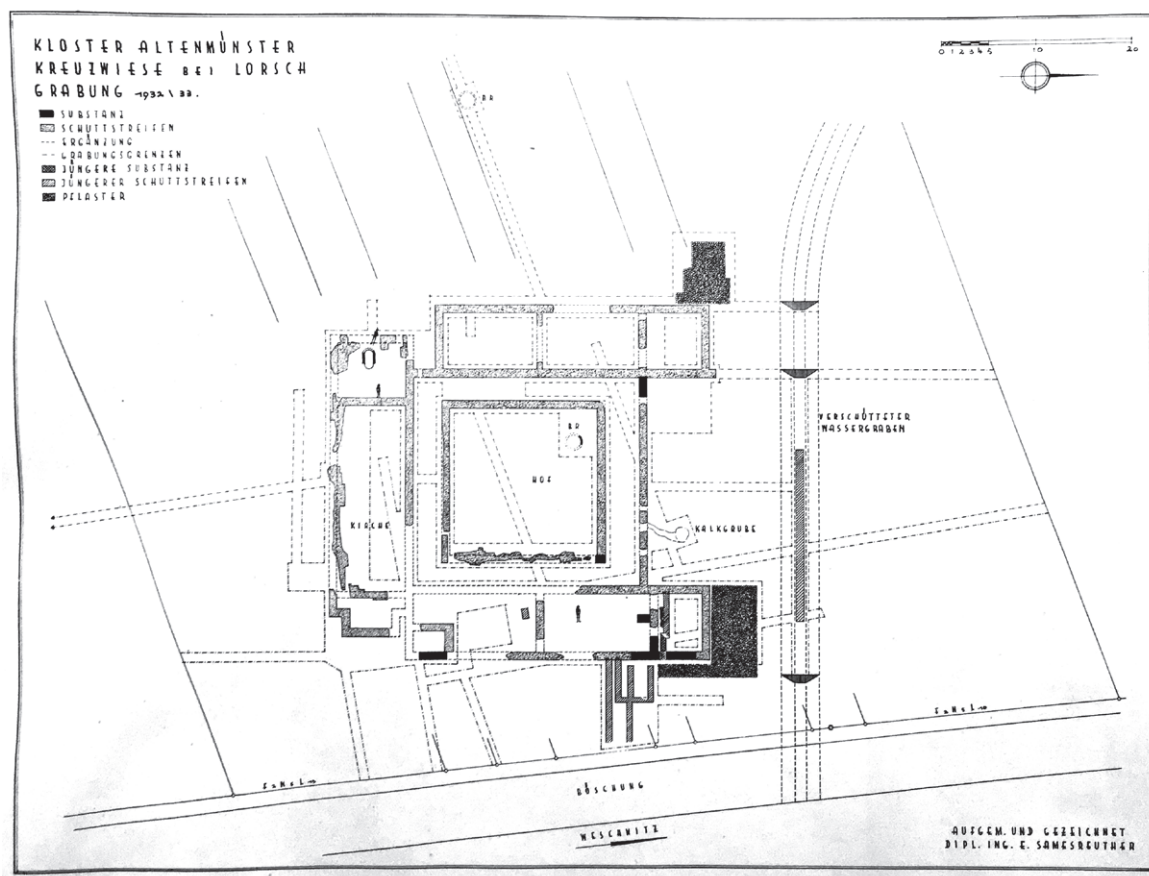 KLOSTER ALTENMÜNSTER
KREUZWIESE BEI LORSCH
GRABUNG 1932\33.
SUBSTANZ
SCHUTTSTREIFEN
ERGÄNZUNG
GRABUNGSGRENZEN
JÜNGERE SUBSTANZ
JÜNGERER SCHUTTSTREIFEN
PFLASTER
0 1 2 3 4 5 10 20
BR
VERSCHÜTTETER
WASSERGRABEN
BR
HOF
KIRCHE
KALKGRUBE
BÖSCHUNG
WESCHNITZ
AUFGEM. UND GEZEICHNET
DIPL. ING. E. SAMESREUTHER